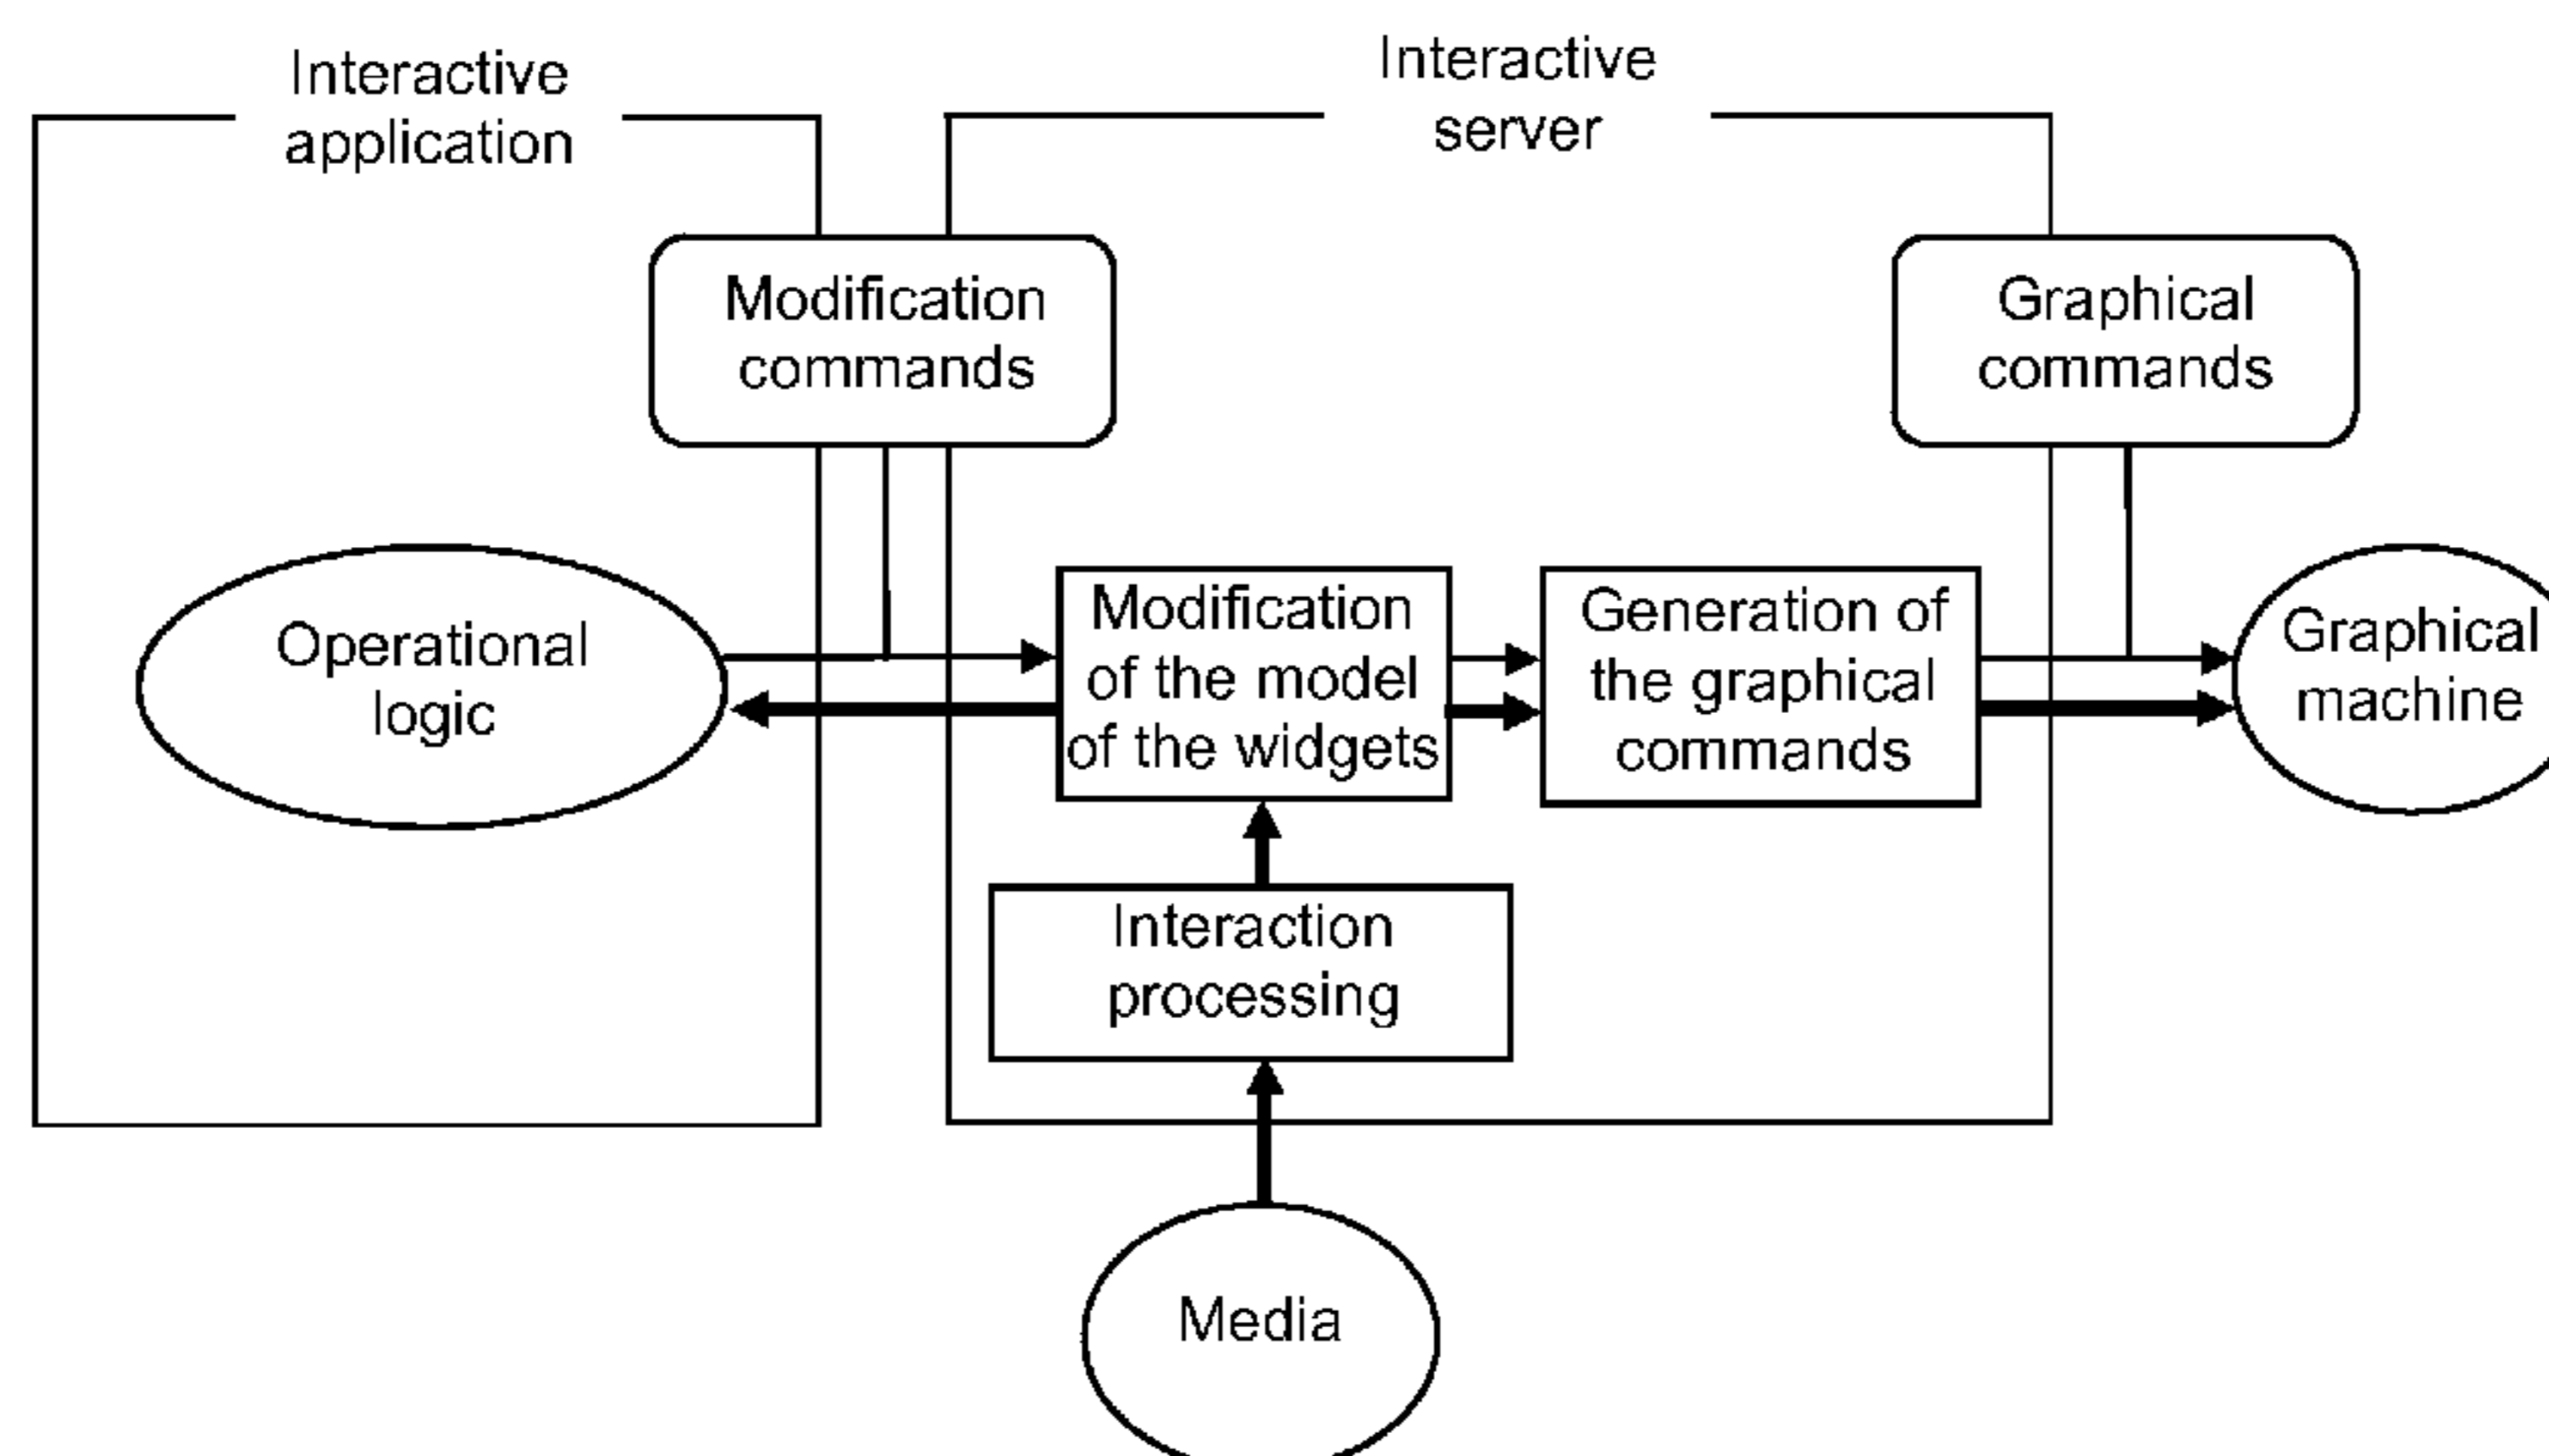 Interactive
application
Interactive
server
Modification
commands
Graphical
commands
Operational
logic
Modification
of the model
of the widgets
Generation of
the graphical
commands
Graphical
machine
Interaction
processing
Media